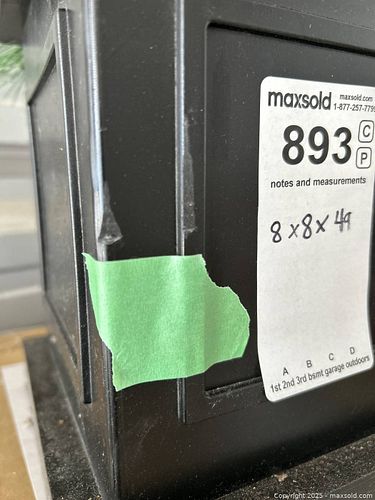 maxsold
maxsold.com
1-877-257-7795
893
C
P
notes and measurements
8 x 8 x 49
A B C D
1st 2nd 3rd bsmt garage outdoors
Copyright 2025 - maxsold.com